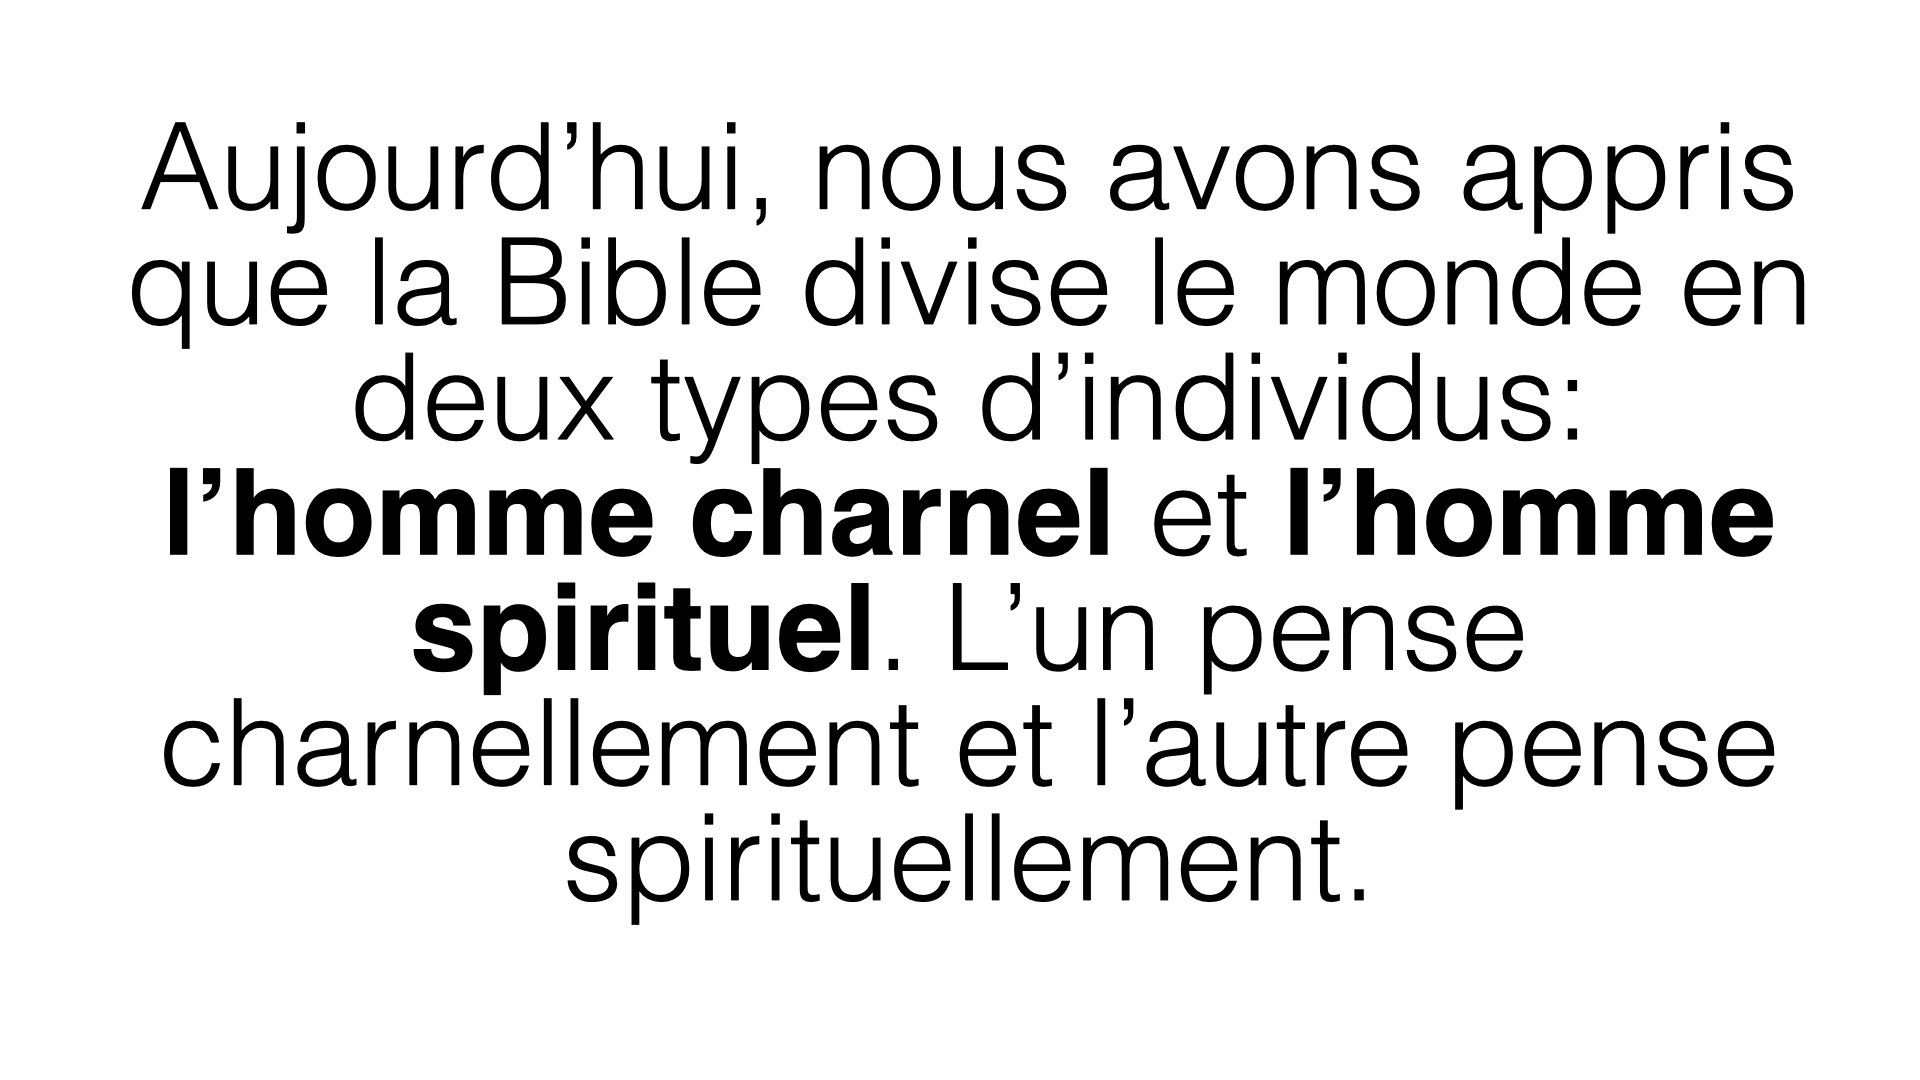 Aujourd’hui, nous avons appris
que la Bible divise le monde en
deux types d’individus:
l’homme charnel et l’homme
spirituel. L’un pense
charnellement et l’autre pense
spirituellement.